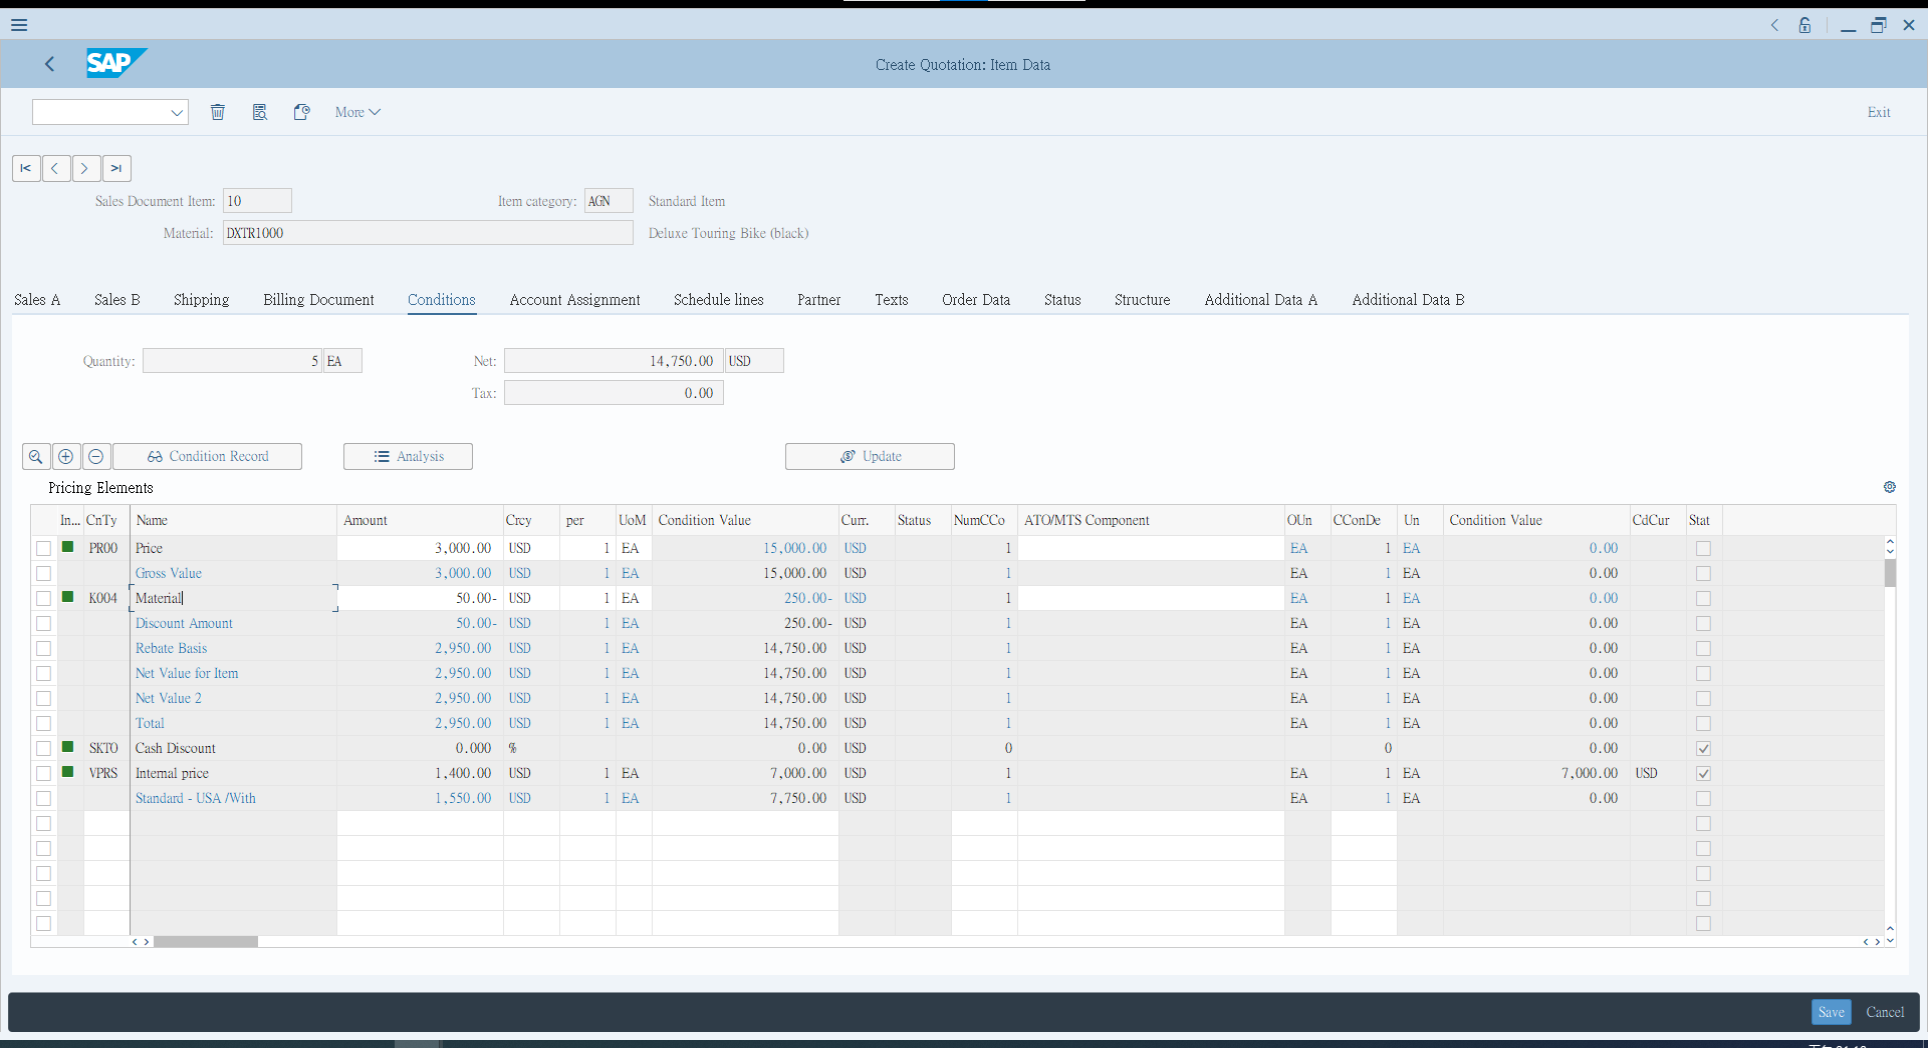 SAP
Create Quotation: Item Data
More
Exit
Sales Document Item: 10 Item category: AGN Standard Item
Material: DXTR1000 Deluxe Touring Bike (black)
Sales A Sales B Shipping Billing Document Conditions Account Assignment Schedule lines Partner Texts Order Data Status Structure Additional Data A Additional Data B
Quantity: 5 EA Net: 14,750.00 USD
Tax: 0.00
Condition Record Analysis Update
Pricing Elements
In... CnTy Name Amount Crcy per UoM Condition Value Curr. Status NumCCo ATO/MTS Component OUn CConDe Un Condition Value CdCur Stat
PR00 Price 3,000.00 USD 1 EA 15,000.00 USD 1 EA 1 EA 0.00
Gross Value 3,000.00 USD 1 EA 15,000.00 USD 1 EA 1 EA 0.00
K004 Material 50.00- USD 1 EA 250.00- USD 1 EA 1 EA 0.00
Discount Amount 50.00- USD 1 EA 250.00- USD 1 EA 1 EA 0.00
Rebate Basis 2,950.00 USD 1 EA 14,750.00 USD 1 EA 1 EA 0.00
Net Value for Item 2,950.00 USD 1 EA 14,750.00 USD 1 EA 1 EA 0.00
Net Value 2 2,950.00 USD 1 EA 14,750.00 USD 1 EA 1 EA 0.00
Total 2,950.00 USD 1 EA 14,750.00 USD 1 EA 1 EA 0.00
SKTO Cash Discount 0.000 % 0.00 USD 0 0 0.00
VPRS Internal price 1,400.00 USD 1 EA 7,000.00 USD 1 EA 1 EA 7,000.00 USD
Standard - USA /With 1,550.00 USD 1 EA 7,750.00 USD 1 EA 1 EA 0.00
Save Cancel